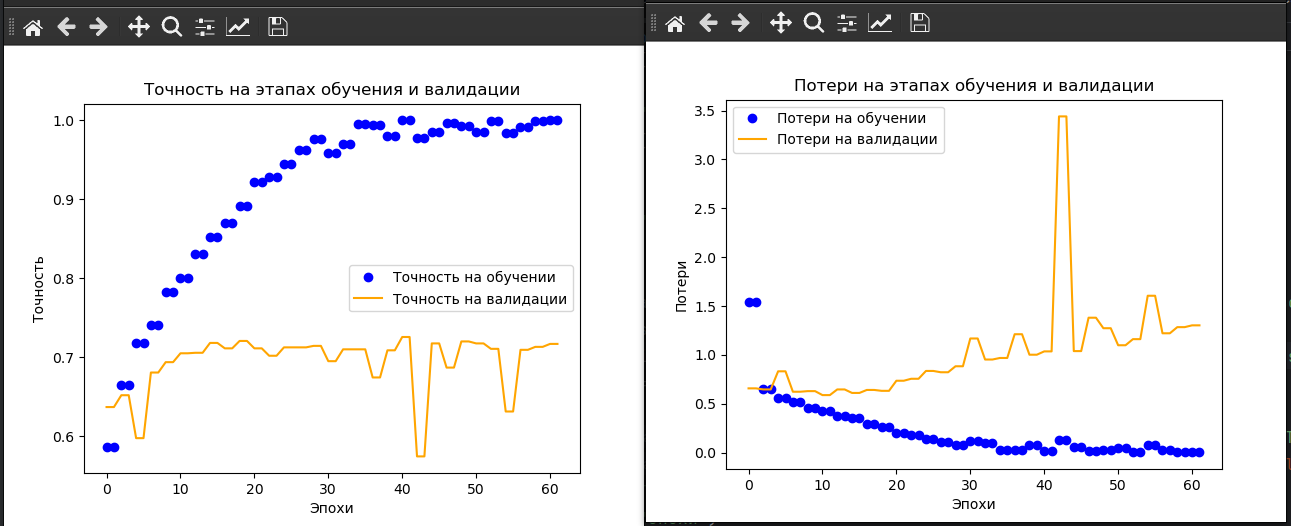 Точность на этапах обучения и валидации
1.0
0.9
0.8
0.7
0.6
Точность
Точность на обучении
Точность на валидации
0
10
20
30
40
50
60
Эпохи
Потери на этапах обучения и валидации
3.5
3.0
2.5
2.0
1.5
1.0
0.5
0.0
Потери
Потери на обучении
Потери на валидации
0
10
20
30
40
50
60
Эпохи